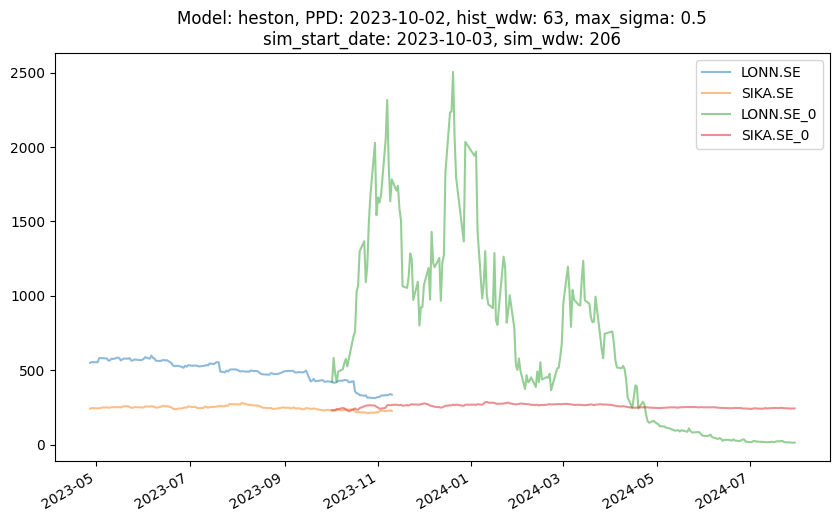 Model: heston, PPD: 2023-10-02, hist_wdw: 63, max_sigma: 0.5
sim_start_date: 2023-10-03, sim_wdw: 206
LONN.SE
SIKA.SE
LONN.SE_0
SIKA.SE_0
2500
2000
1500
1000
500
0
2023-05
2023-07
2023-09
2023-11
2024-01
2024-03
2024-05
2024-07